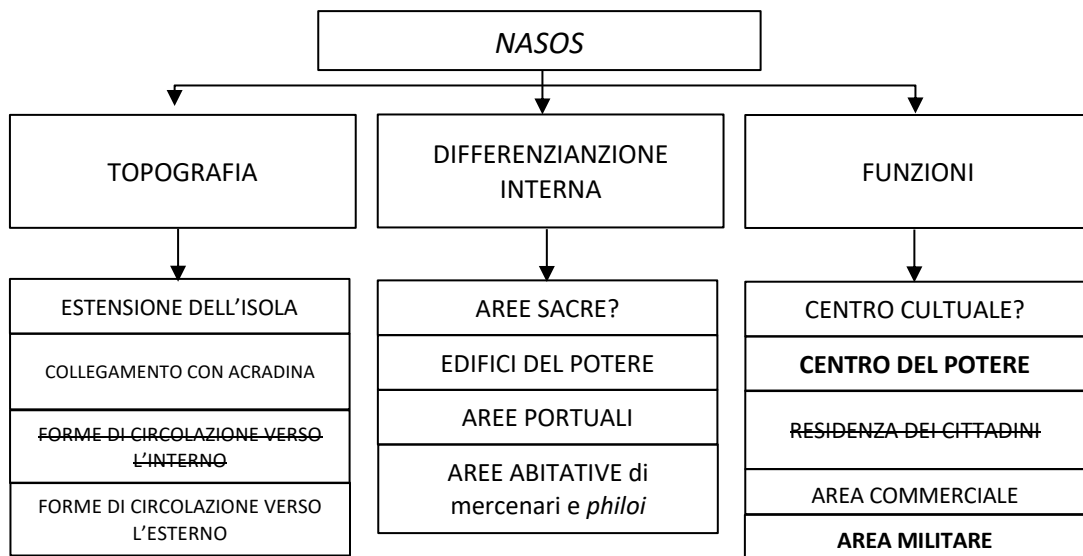 NASOS
TOPOGRAFIA
DIFFERENZIANZIONE
INTERNA
FUNZIONI
ESTENSIONE DELL’ISOLA
COLLEGAMENTO CON ACRADINA
FORME DI CIRCOLAZIONE VERSO
L’INTERNO
FORME DI CIRCOLAZIONE VERSO
L’ESTERNO
AREE SACRE?
EDIFICI DEL POTERE
AREE PORTUALI
AREE ABITATIVE di
mercenari e philoi
CENTRO CULTUALE?
CENTRO DEL POTERE
RESIDENZA DEI CITTADINI
AREA COMMERCIALE
AREA MILITARE